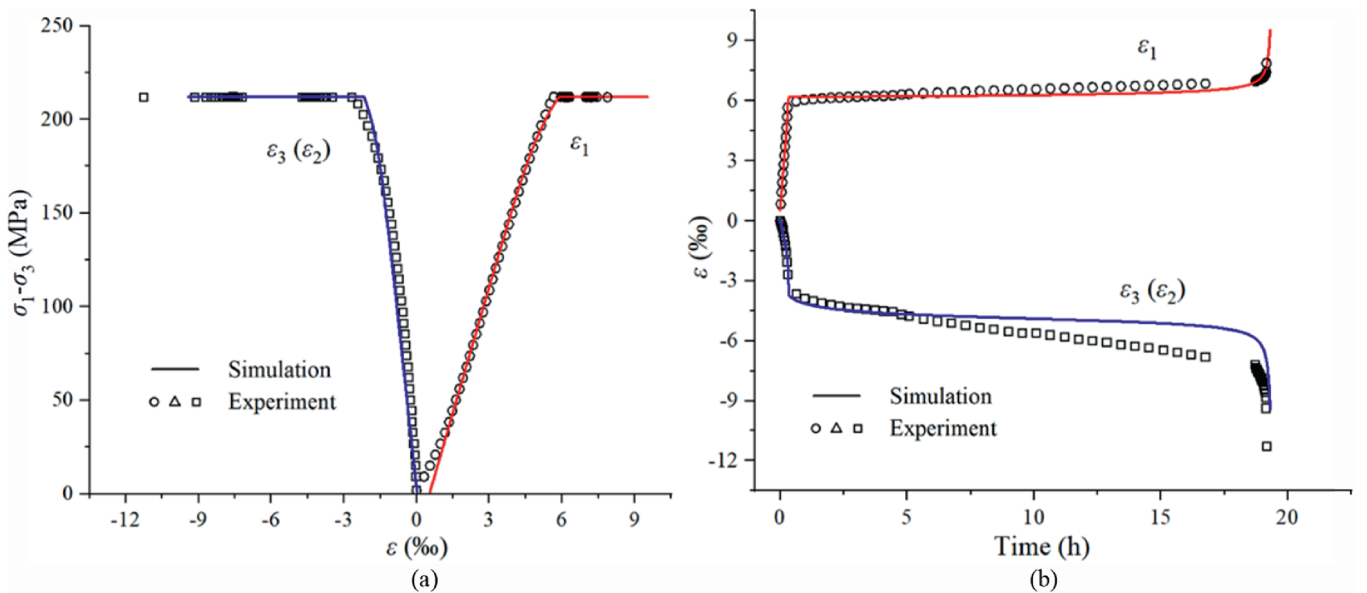 250
200
150
100
50
0
σ1-σ3 (MPa)
-12 -9 -6 -3 0 3 6 9
ε (‰)
ε3 (ε2)
ε1
Simulation
Experiment
(a)
9
6
3
0
-3
-6
-9
-12
ε (‰)
0 5 10 15 20
Time (h)
ε1
ε3 (ε2)
Simulation
Experiment
(b)